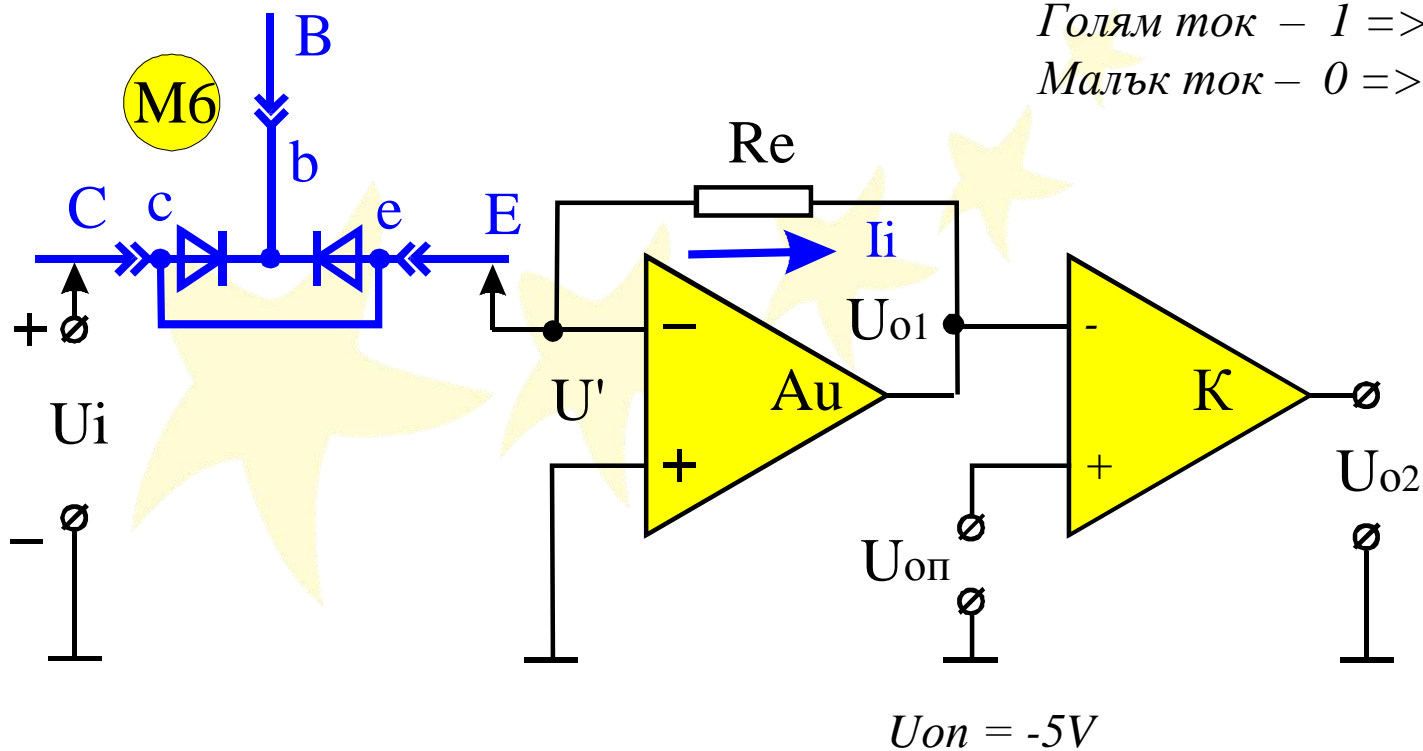 Голям ток – 1 =>
Малък ток – 0 =>
B
M6
b
Re
C
c
e
E
Ii
+
−
Uo1
-
U'
Au
K
Ui
+
+
Uo2
−
Uоп
Uоп = -5V